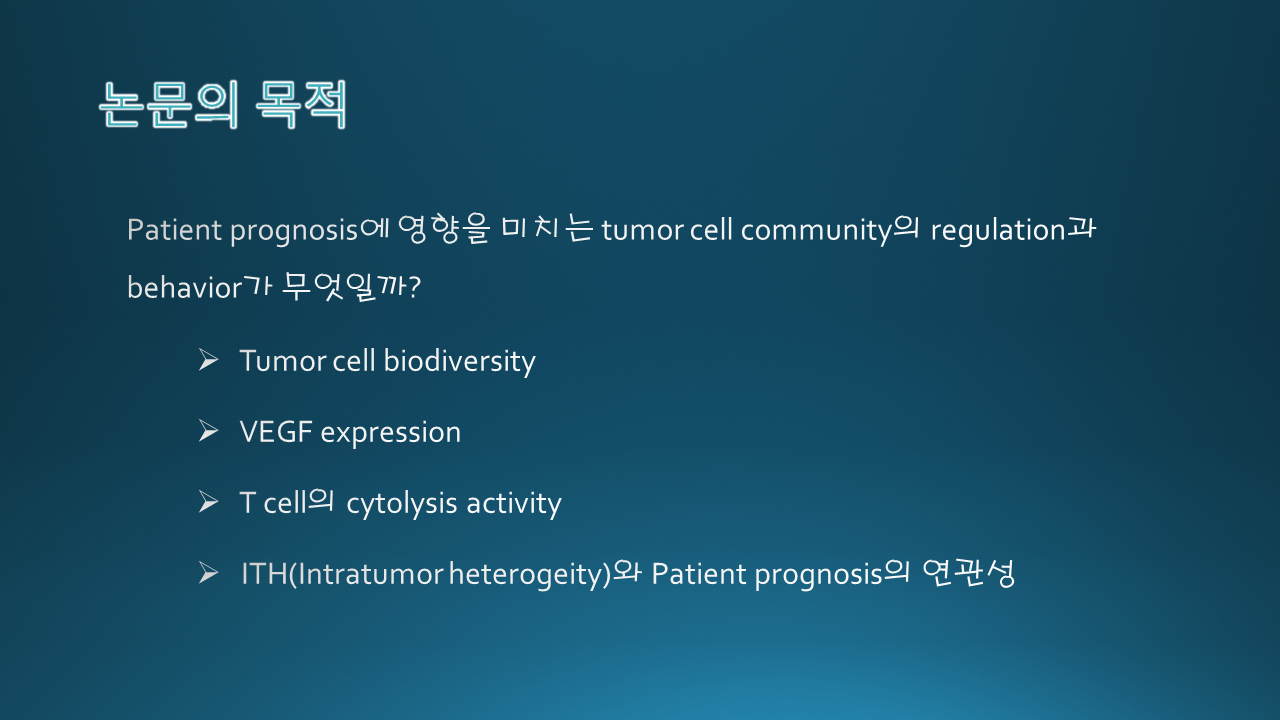 논문의 목적
Patient prognosis에 영향을 미치는 tumor cell community의 regulation과
behavior가 무엇일까?
➢ Tumor cell biodiversity
➢ VEGF expression
➢ T cell의 cytolysis activity
➢ ITH(Intratumor heterogeity)와 Patient prognosis의 연관성